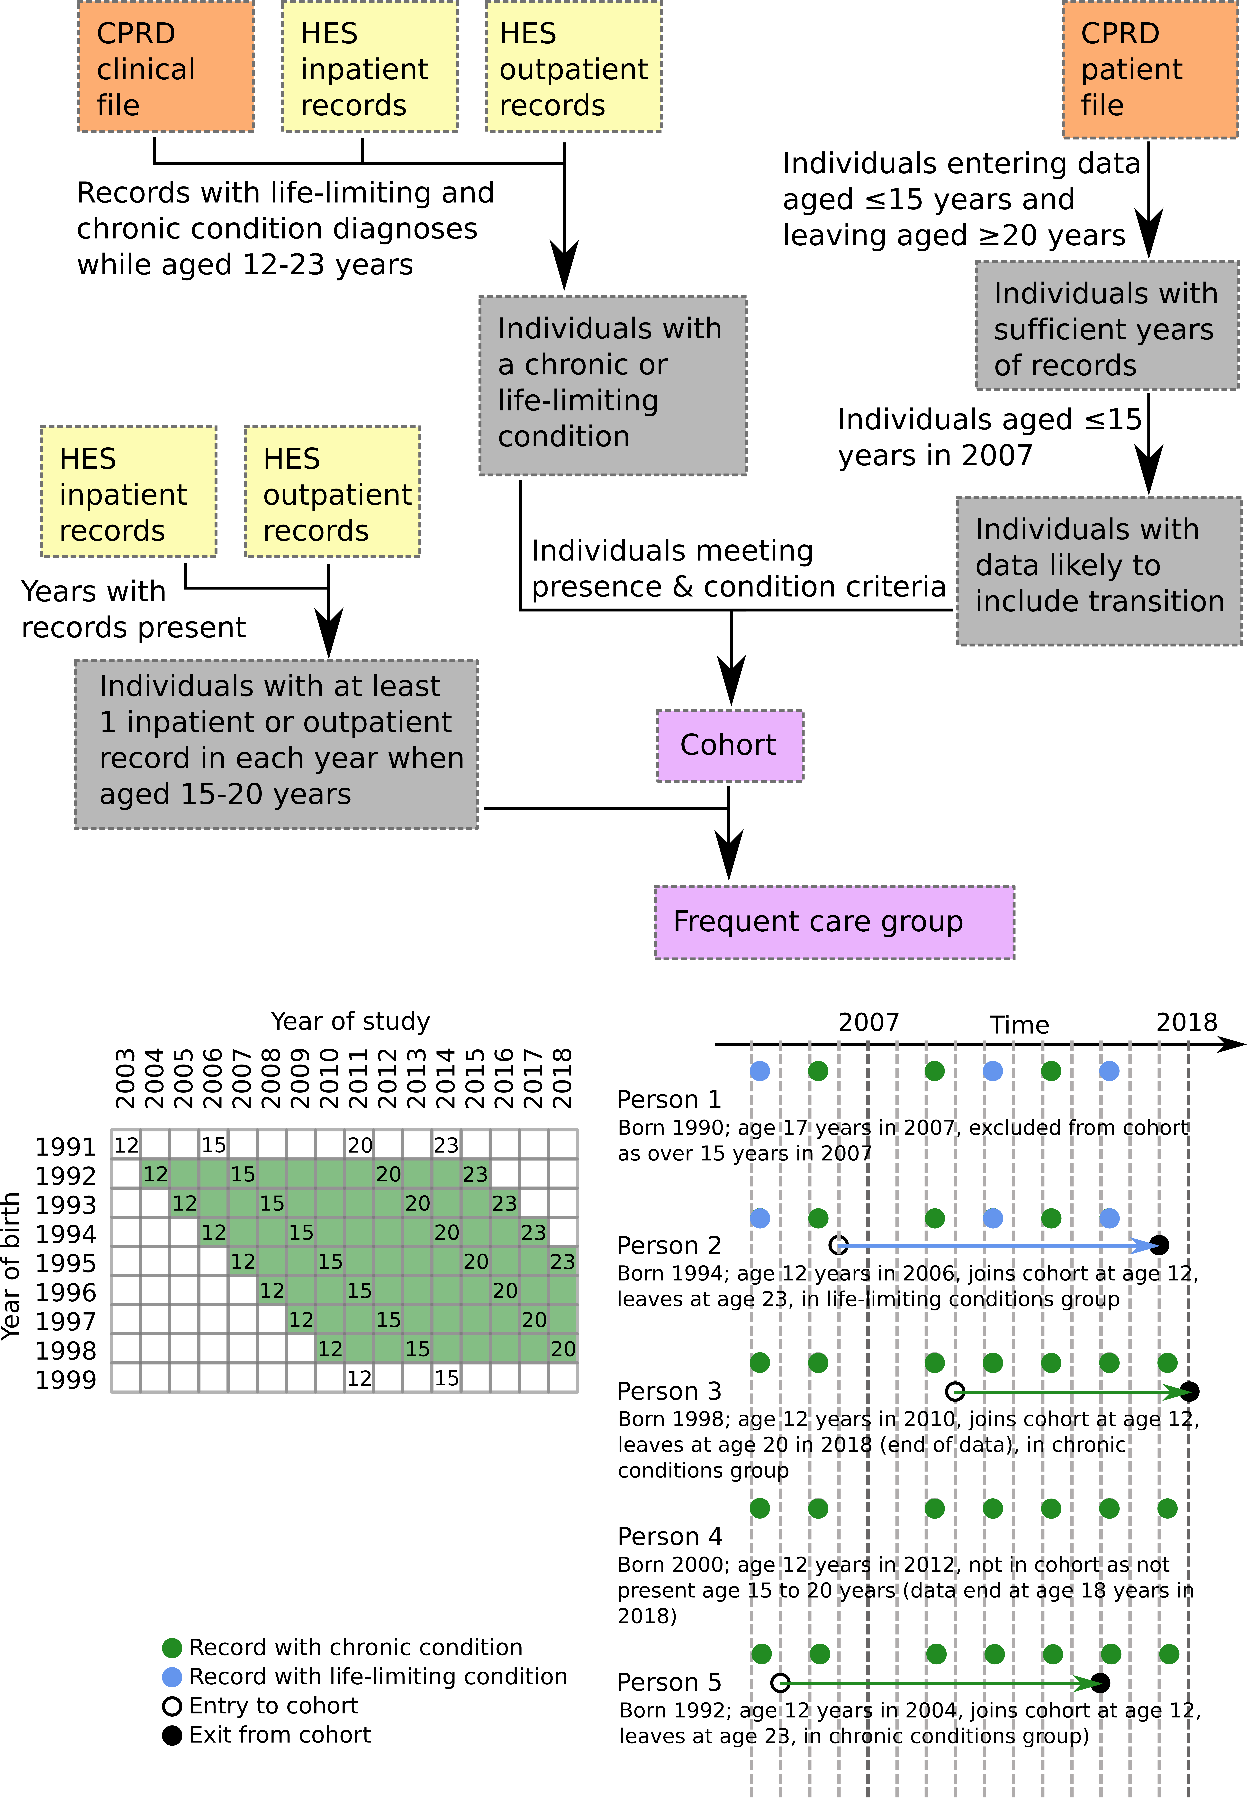 CPRD
clinical
file
HES
inpatient
records
HES
outpatient
records
CPRD
patient
file
Records with life-limiting and
chronic condition diagnoses
while aged 12-23 years
Individuals entering data
aged ≤15 years and
leaving aged ≥20 years
Individuals with
a chronic or
life-limiting
condition
Individuals with
sufficient years
of records
Individuals aged ≤15
years in 2007
HES
inpatient
records
HES
outpatient
records
Individuals meeting
presence & condition criteria
Individuals with
data likely to
include transition
Years with
records present
Individuals with at least
1 inpatient or outpatient
record in each year when
aged 15-20 years
Cohort
Frequent care group
Year of study
2003 2004 2005 2006 2007 2008 2009 2010 2011 2012 2013 2014 2015 2016 2017 2018
Year of birth
1991 12 15 20 23
1992 12 15 20 23
1993 12 15 20 23
1994 12 15 20 23
1995 12 15 20 23
1996 12 15 20
1997 12 15 20
1998 12 15 20
1999 12 15
2007 Time 2018
Person 1
Born 1990; age 17 years in 2007, excluded from cohort
as over 15 years in 2007
Person 2
Born 1994; age 12 years in 2006, joins cohort at age 12,
leaves at age 23, in life-limiting conditions group
Person 3
Born 1998; age 12 years in 2010, joins cohort at age 12,
leaves at age 20 in 2018 (end of data), in chronic
conditions group
Person 4
Born 2000; age 12 years in 2012, not in cohort as not
present age 15 to 20 years (data end at age 18 years in
2018)
Person 5
Born 1992; age 12 years in 2004, joins cohort at age 12,
leaves at age 23, in chronic conditions group)
Record with chronic condition
Record with life-limiting condition
Entry to cohort
Exit from cohort